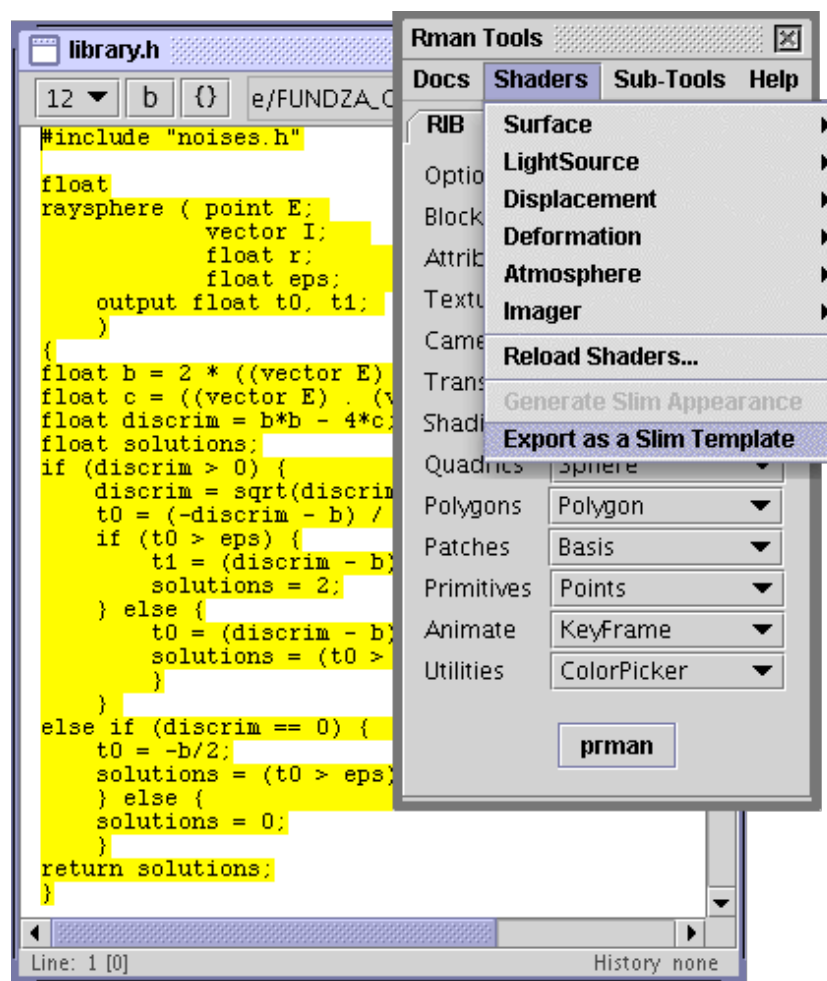 library.h
12 b {} e/FUNDZA_
#include "noises.h"
float
raysphere ( point E;
vector I;
float r;
float eps;
output float t0, t1;
)
{
float b = 2 * ((vector E)
float c = ((vector E) . (
float discrim = b*b - 4*c;
float solutions;
if (discrim > 0) {
discrim = sqrt(discrim
t0 = (-discrim - b) /
if (t0 > eps) {
t1 = (discrim - b)
solutions = 2;
} else {
t0 = (discrim - b)
solutions = (t0 >
}
}
else if (discrim == 0) {
t0 = -b/2;
solutions = (t0 > eps)
} else {
solutions = 0;
}
return solutions;
}
Line: 1 [0] History none
Rman Tools
Docs Shaders Sub-Tools Help
RIB
Surface
LightSource
Displacement
Deformation
Atmosphere
Imager
Reload Shaders...
Generate Slim Appearance
Export as a Slim Template
Optio
Block
Attrib
Textu
Came
Trans
Shadi
Quadrics Sphere
Polygons Polygon
Patches Basis
Primitives Points
Animate KeyFrame
Utilities ColorPicker
prman